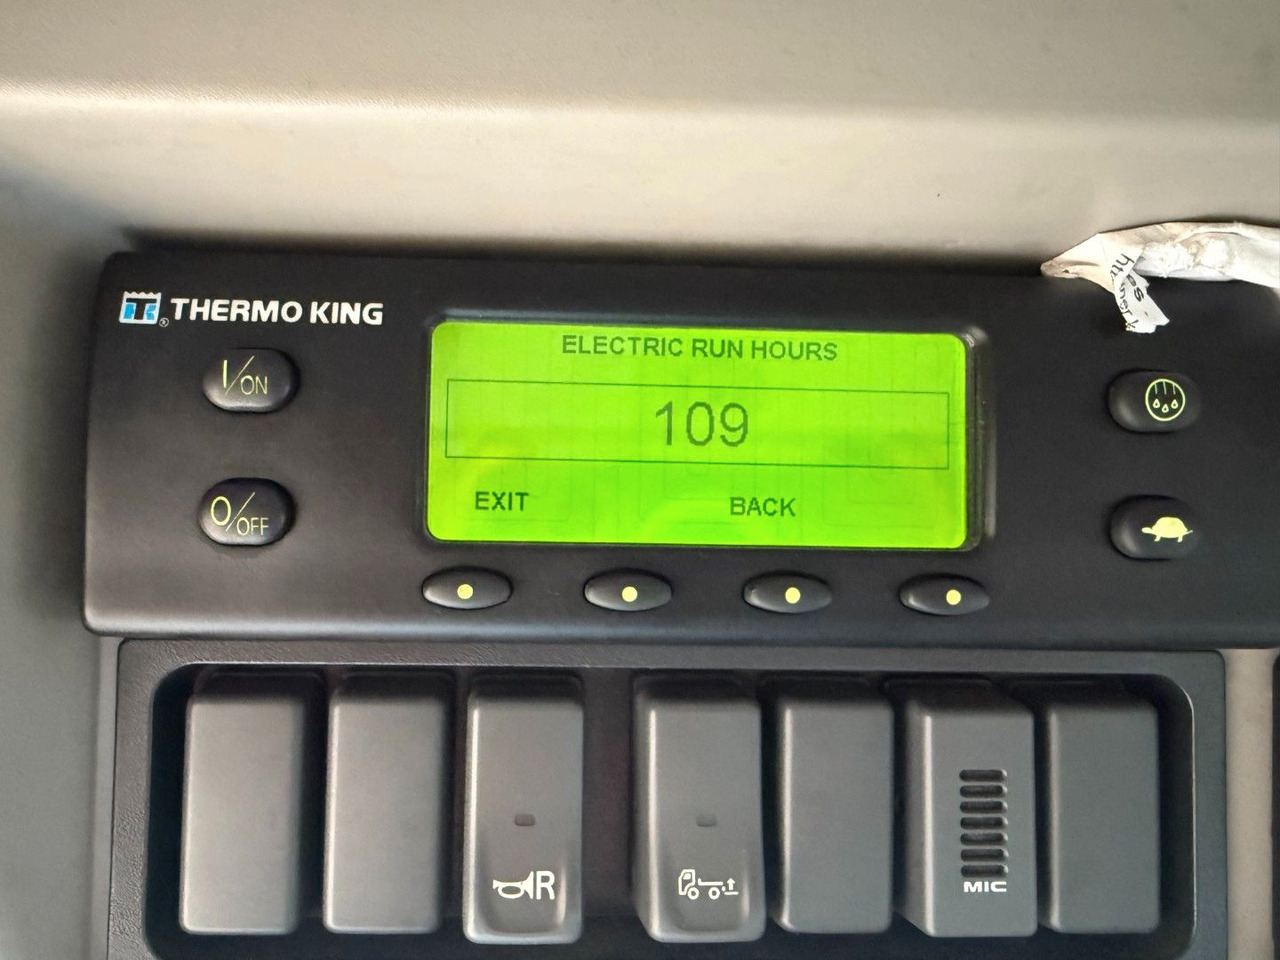 THERMO KING
I/ON
O/OFF
ELECTRIC RUN HOURS
109
EXIT BACK
R
MIC